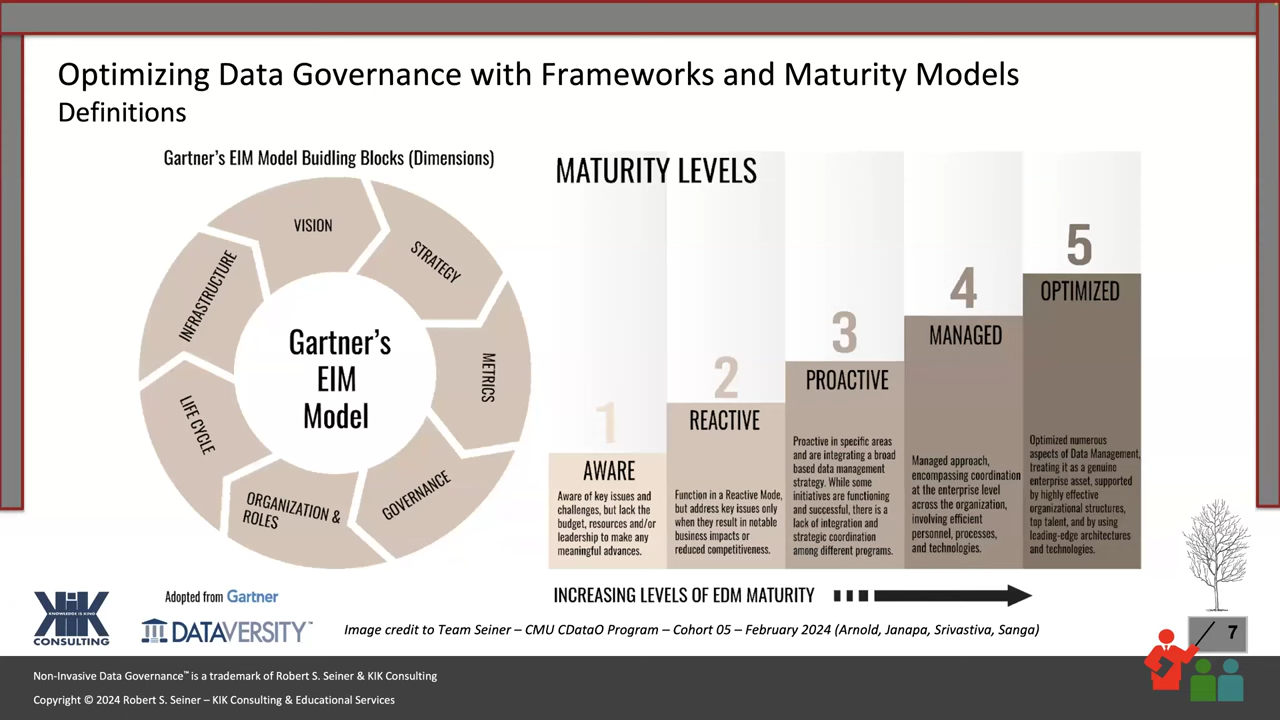 Optimizing Data Governance with Frameworks and Maturity Models
Definitions
Gartner's EIM Model Buidling Blocks (Dimensions)
VISION
STRATEGY
METRICS
GOVERNANCE
ORGANIZATION &
ROLES
LIFE CYCLE
INFRASTRUCTURE
Gartner's
EIM
Model
MATURITY LEVELS
1
AWARE
Aware of key issues and
challenges, but lack the
budget, resources and/or
leadership to make any
meaningful advances.
2
REACTIVE
Function in a Reactive Mode,
but address key issues only
when they result in notable
business impacts or
reduced competitiveness.
3
PROACTIVE
Proactive in specific areas
and are integrating a broad
based data management
strategy. While some
initiatives are functioning
and successful, there is a
lack of integration and
strategic coordination
among different programs.
4
MANAGED
Managed approach,
encompassing coordination
at the enterprise level
across the organization,
involving efficient
personnel, processes,
and technologies.
5
OPTIMIZED
Optimized numerous
aspects of Data Management,
treating it as a genuine
enterprise asset, supported
by highly effective
organizational structures,
top talent, and by using
leading-edge architectures
and technologies.
INCREASING LEVELS OF EDM MATURITY
Adopted from Gartner
KIK
KNOWLEDGE IS KING
CONSULTING
DATAVERSITY™
Image credit to Team Seiner – CMU CDataO Program – Cohort 05 – February 2024 (Arnold, Janapa, Srivastiva, Sanga)
7
Non-Invasive Data Governance™ is a trademark of Robert S. Seiner & KIK Consulting
Copyright © 2024 Robert S. Seiner – KIK Consulting & Educational Services